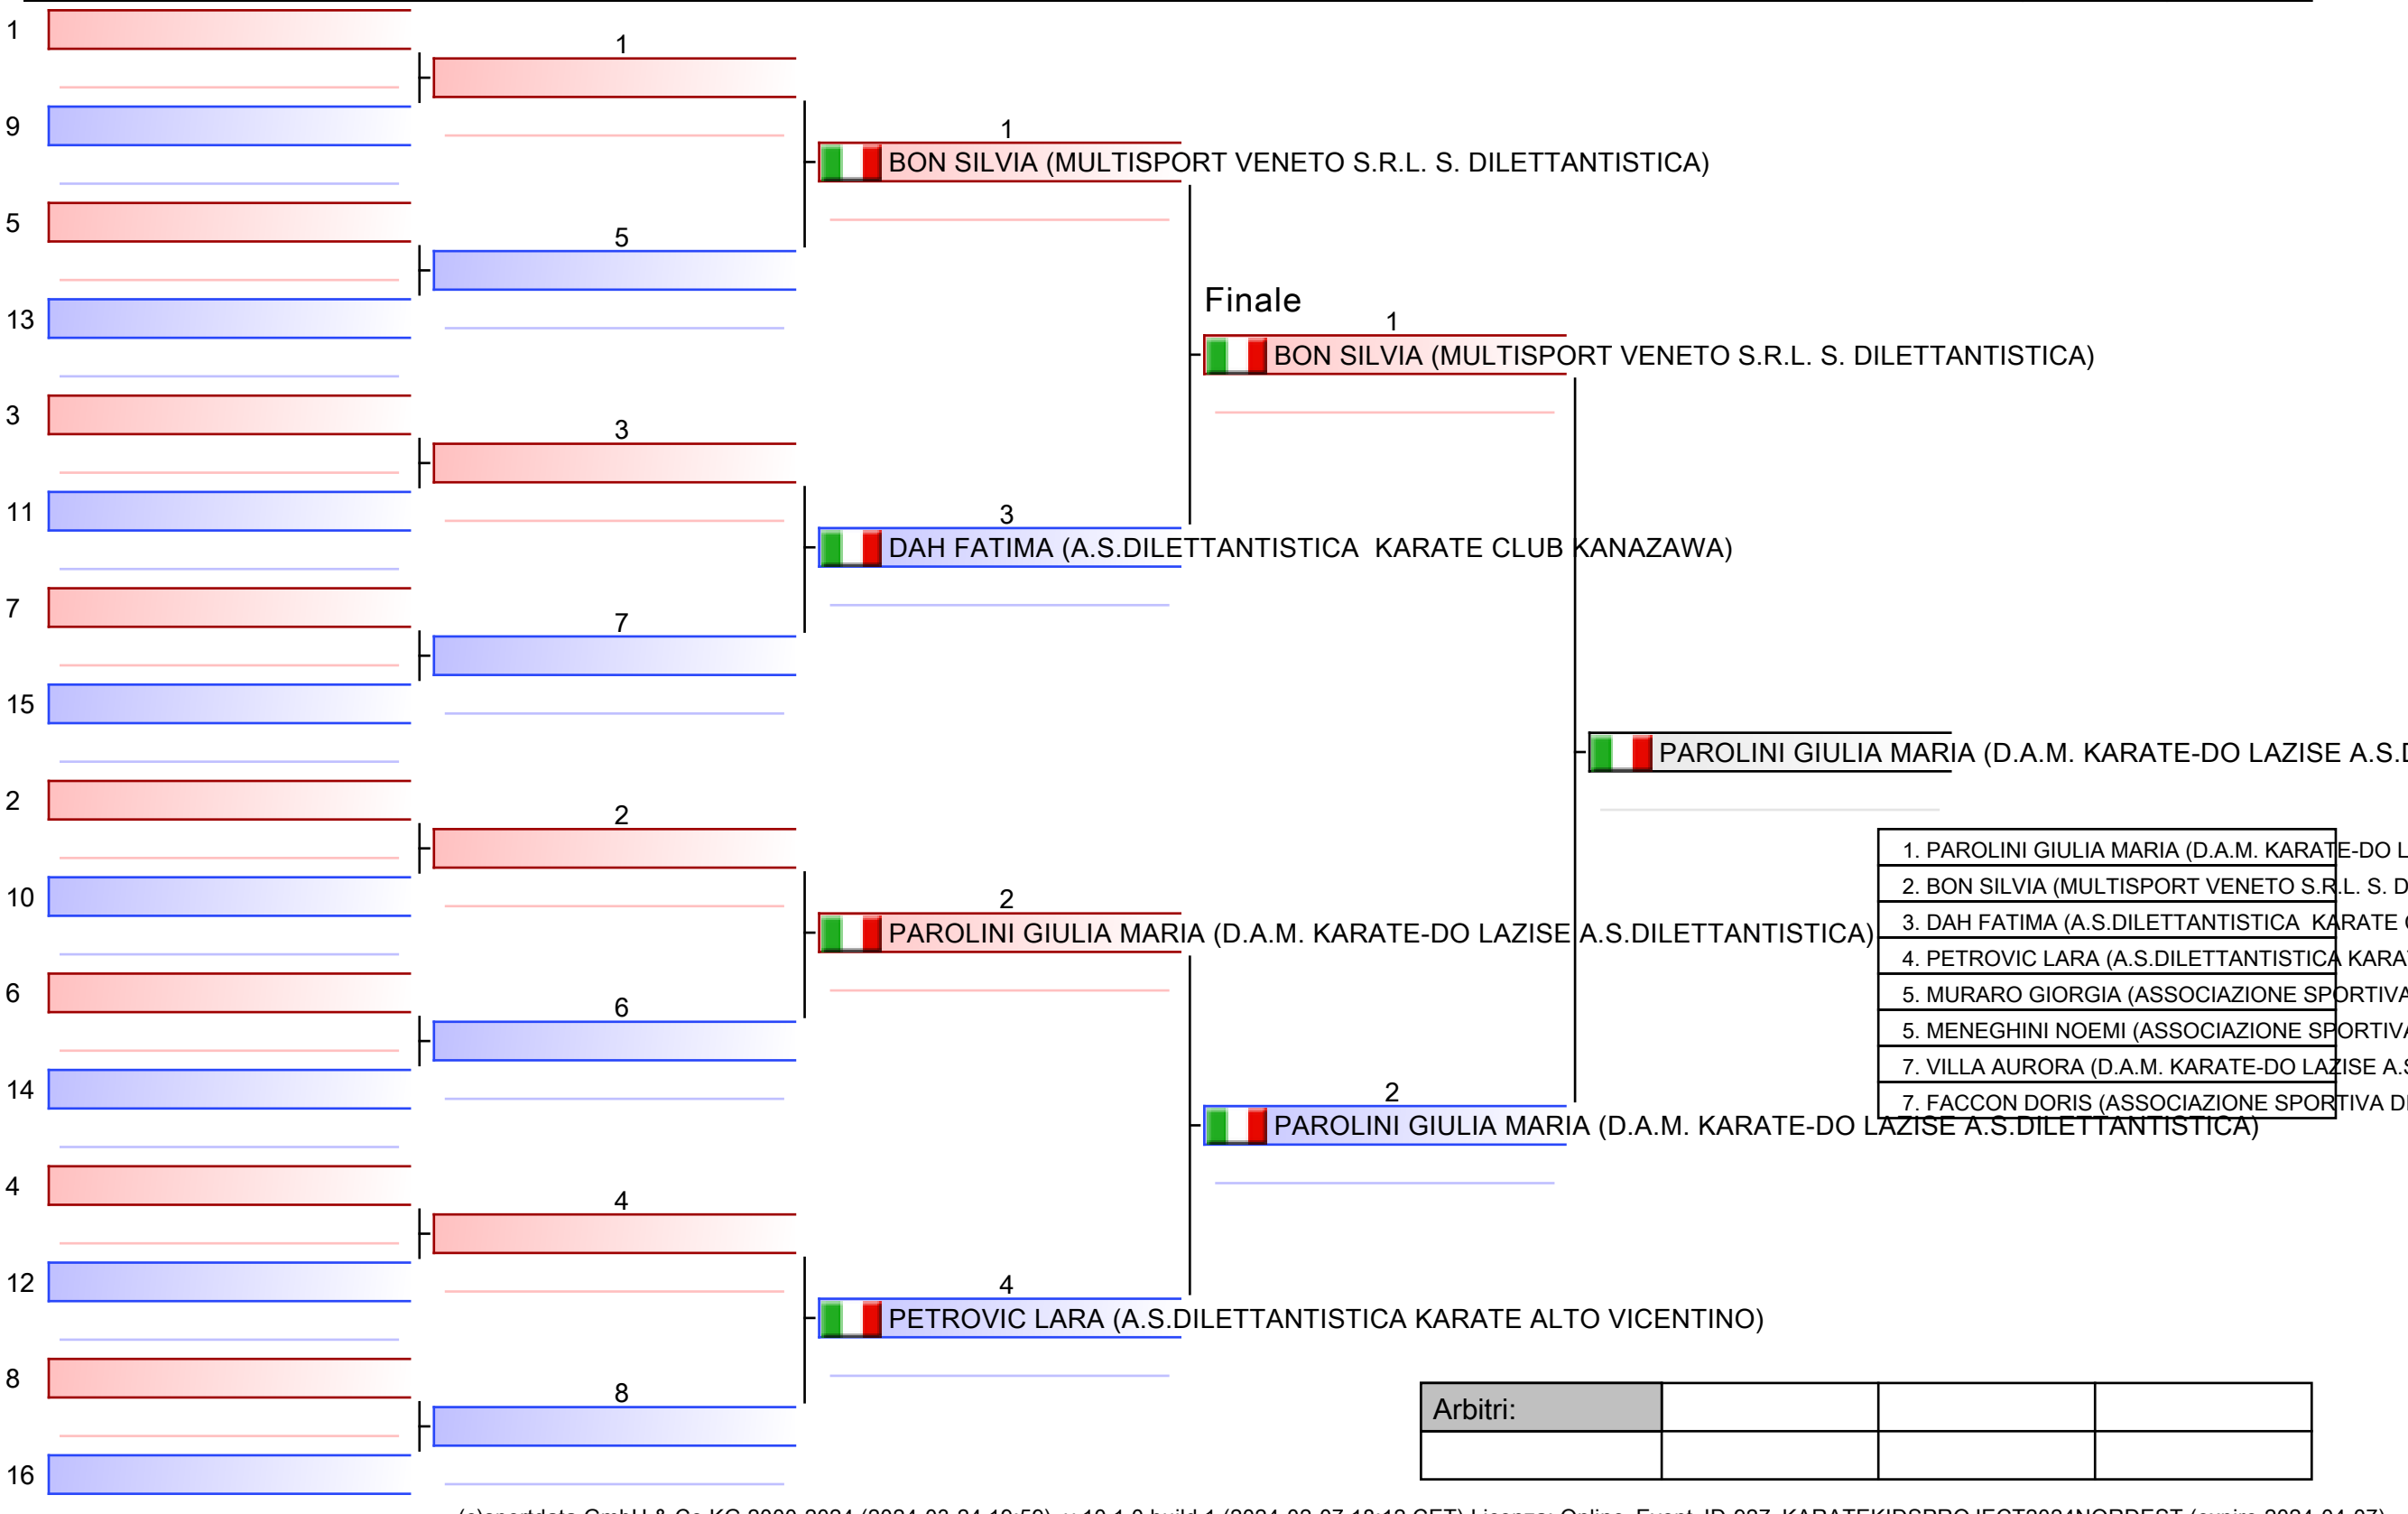 1
9
5
13
3
11
7
15
2
10
6
14
4
12
8
16
1
5
3
7
2
6
4
8
1
BON SILVIA (MULTISPORT VENETO S.R.L. S. DILETTANTISTICA)
3
DAH FATIMA (A.S.DILETTANTISTICA  KARATE CLUB KANAZAWA)
2
PAROLINI GIULIA MARIA (D.A.M. KARATE-DO LAZISE A.S.DILETTANTISTICA)
4
PETROVIC LARA (A.S.DILETTANTISTICA KARATE ALTO VICENTINO)
Finale
1
BON SILVIA (MULTISPORT VENETO S.R.L. S. DILETTANTISTICA)
2
PAROLINI GIULIA MARIA (D.A.M. KARATE-DO LAZISE A.S.DILETTANTISTICA)
PAROLINI GIULIA MARIA (D.A.M. KARATE-DO LAZISE
1. PAROLINI GIULIA MARIA (D.A.M. KARATE-DO
2. BON SILVIA (MULTISPORT VENETO S.R.L. S.
3. DAH FATIMA (A.S.DILETTANTISTICA  KARATE
4. PETROVIC LARA (A.S.DILETTANTISTICA
5. MURARO GIORGIA (ASSOCIAZIONE SPORTIVA
5. MENEGHINI NOEMI (ASSOCIAZIONE SPORTIVA
7. VILLA AURORA (D.A.M. KARATE-DO LAZISE
7. FACCON DORIS (ASSOCIAZIONE SPORTIVA
Arbitri: